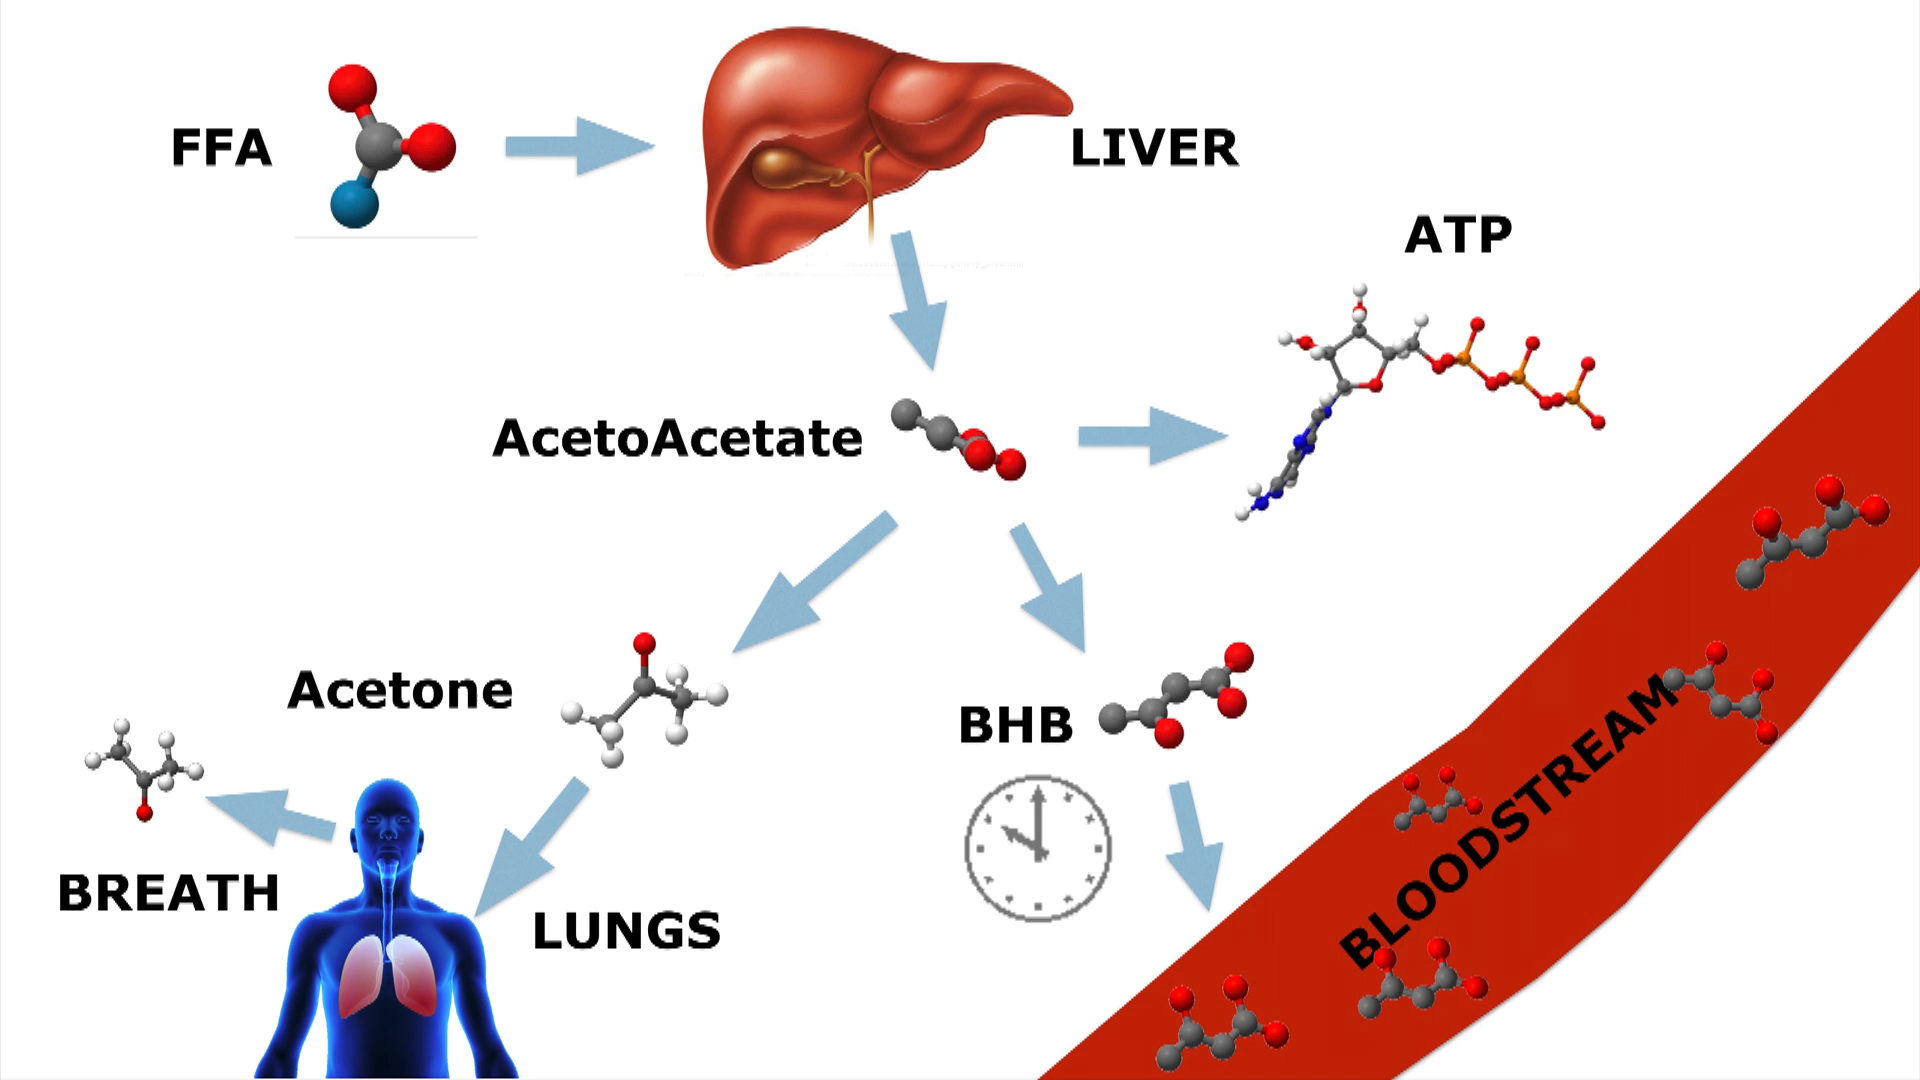 FFA
LIVER
ATP
AcetoAcetate
Acetone
BHB
BREATH
LUNGS
BLOODSTREAM